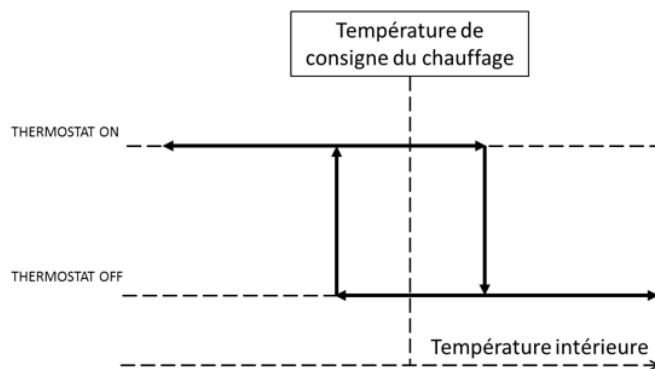 Température de
consigne du chauffage
THERMOSTAT ON
THERMOSTAT OFF
Température intérieure